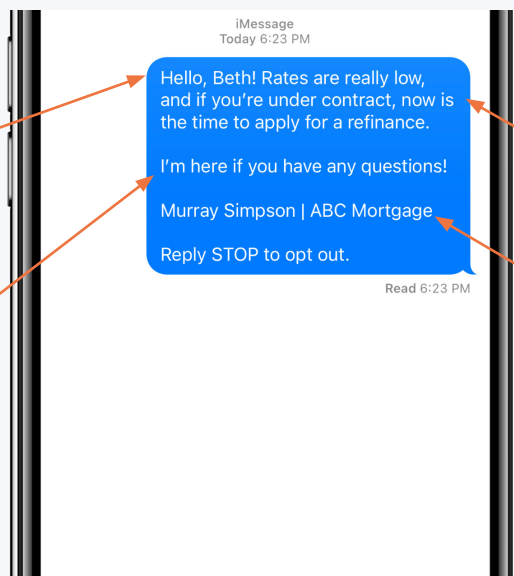 iMessage
Today 6:23 PM
Hello, Beth! Rates are really low,
and if you’re under contract, now is
the time to apply for a refinance.
I’m here if you have any questions!
Murray Simpson | ABC Mortgage
Reply STOP to opt out.
Read 6:23 PM